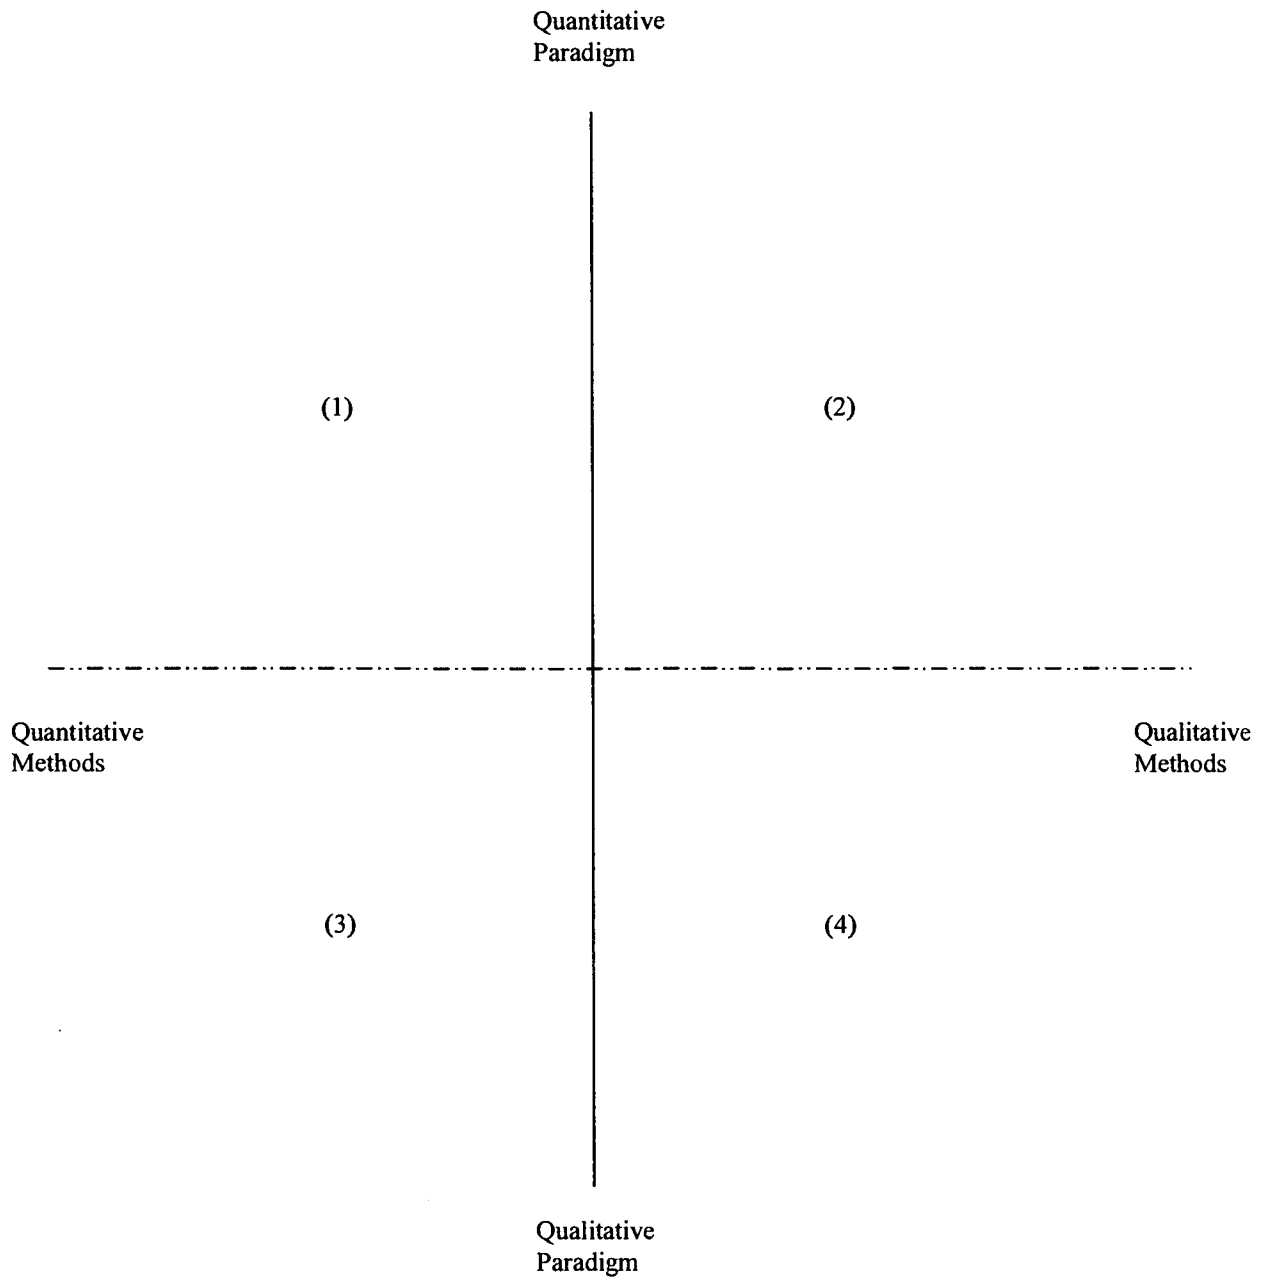 Quantitative
Paradigm
(1)
(2)
Quantitative
Methods
Qualitative
Methods
(3)
(4)
Qualitative
Paradigm